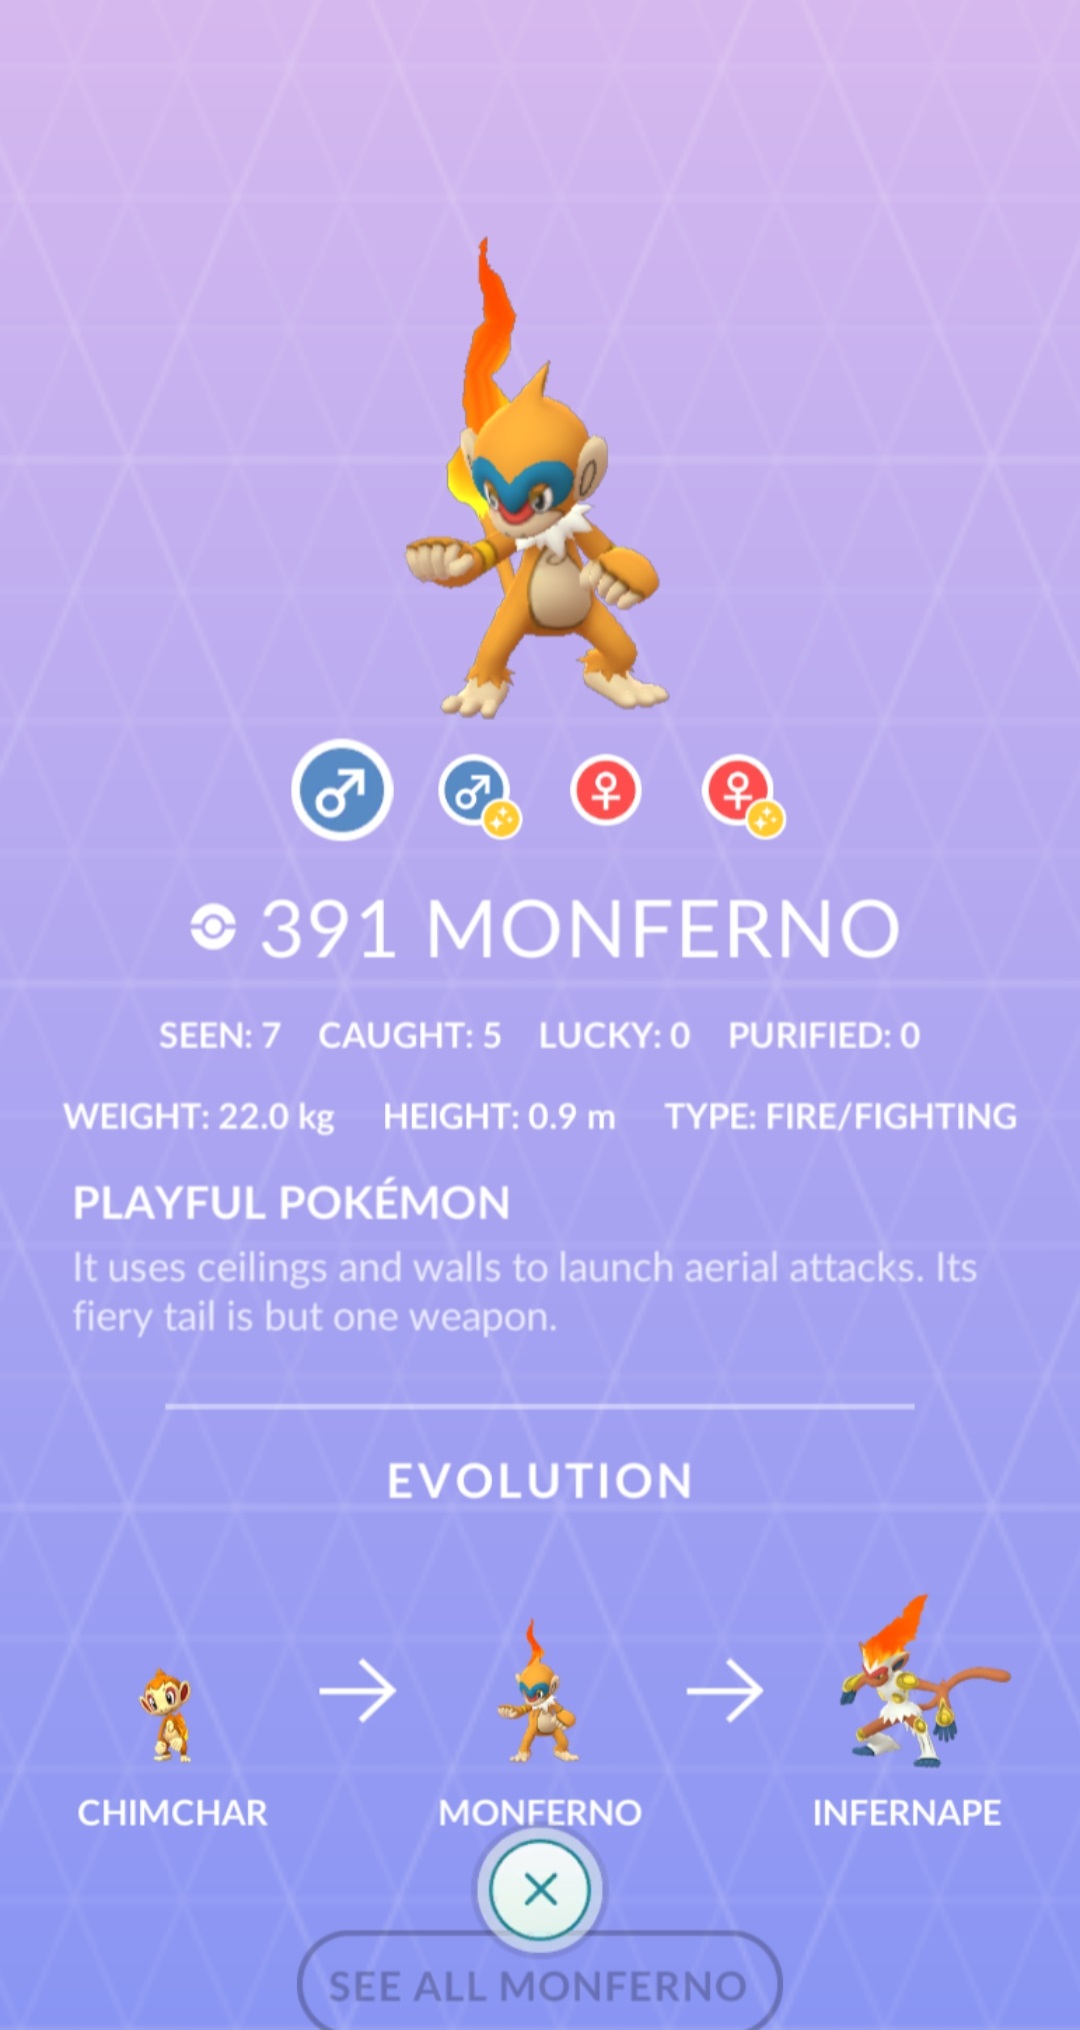 391 MONFERNO
SEEN: 7 CAUGHT: 5 LUCKY: 0 PURIFIED: 0
WEIGHT: 22.0 kg HEIGHT: 0.9 m TYPE: FIRE/FIGHTING
PLAYFUL POKÉMON
It uses ceilings and walls to launch aerial attacks. Its
fiery tail is but one weapon.
EVOLUTION
CHIMCHAR MONFERNO INFERNAPE
SEE ALL MONFERNO